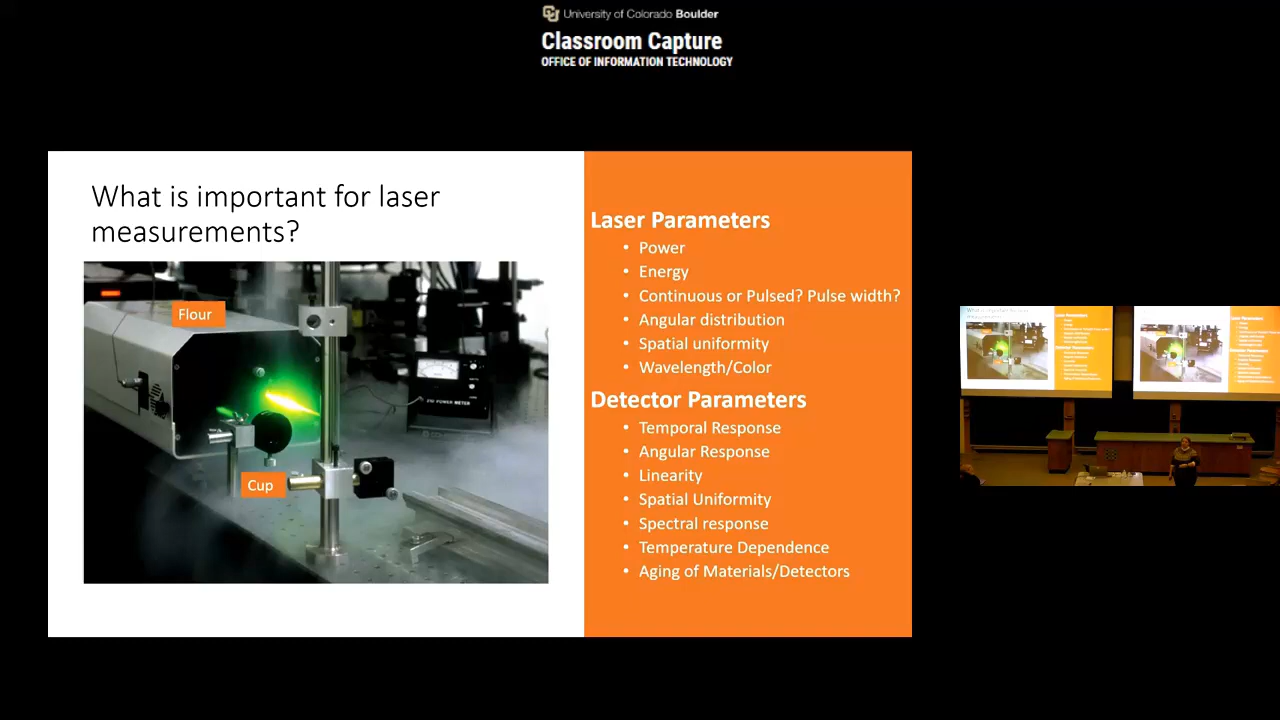 University of Colorado Boulder
Classroom Capture
OFFICE OF INFORMATION TECHNOLOGY
What is important for laser
measurements?
Flour
Cup
Laser Parameters
• Power
• Energy
• Continuous or Pulsed? Pulse width?
• Angular distribution
• Spatial uniformity
• Wavelength/Color
Detector Parameters
• Temporal Response
• Angular Response
• Linearity
• Spatial Uniformity
• Spectral response
• Temperature Dependence
• Aging of Materials/Detectors